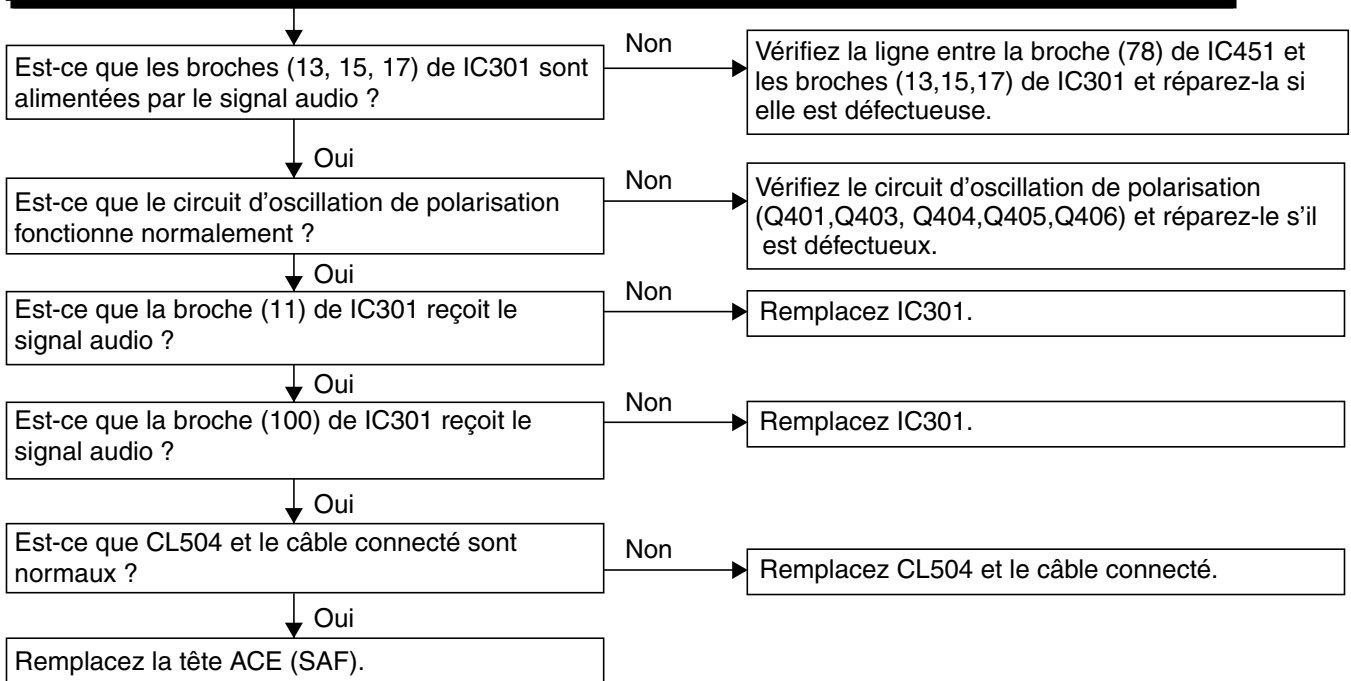 Est-ce que les broches (13, 15, 17) de IC301 sont
alimentées par le signal audio ?
Non
Vérifiez la ligne entre la broche (78) de IC451 et
les broches (13,15,17) de IC301 et réparez-la si
elle est défectueuse.
Oui
Est-ce que le circuit d’oscillation de polarisation
fonctionne normalement ?
Non
Vérifiez le circuit d’oscillation de polarisation
(Q401,Q403, Q404,Q405,Q406) et réparez-le s’il
est défectueux.
Oui
Est-ce que la broche (11) de IC301 reçoit le
signal audio ?
Non
Remplacez IC301.
Oui
Est-ce que la broche (100) de IC301 reçoit le
signal audio ?
Non
Remplacez IC301.
Oui
Est-ce que CL504 et le câble connecté sont
normaux ?
Non
Remplacez CL504 et le câble connecté.
Oui
Remplacez la tête ACE (SAF).